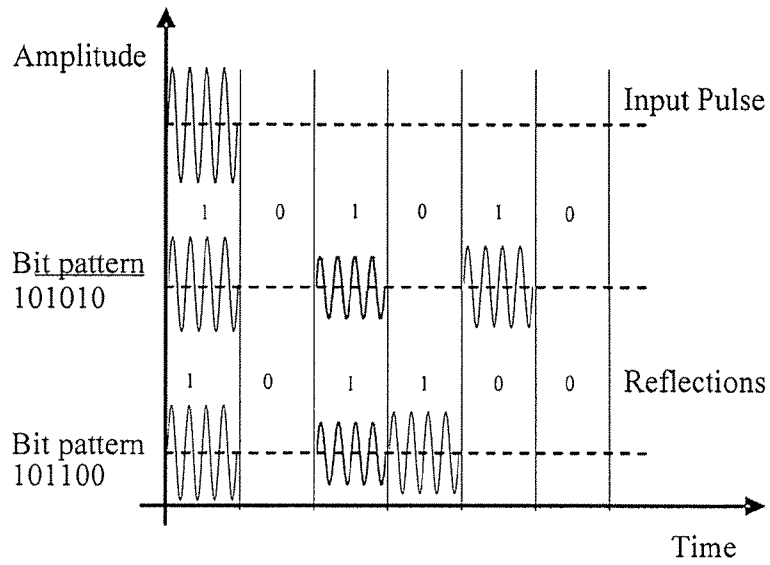 Amplitude
Input Pulse
1 0 1 0 1 0
Bit pattern
101010
1 0 1 1 0 0
Reflections
Bit pattern
101100
Time